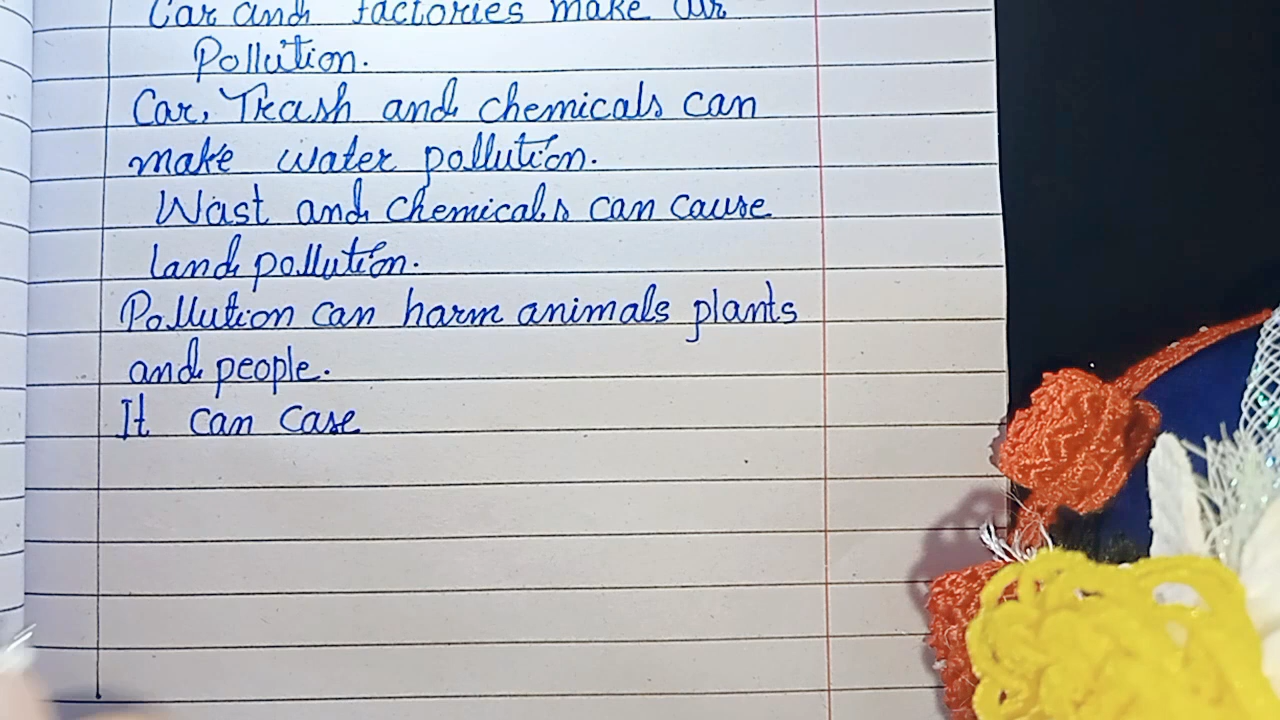 Car and factories make air
Pollution.
Car, Trash and chemicals can
make water pollution.
Wast and chemicals can cause
land pollution.
Pollution can harm animals plants
and people.
It can case